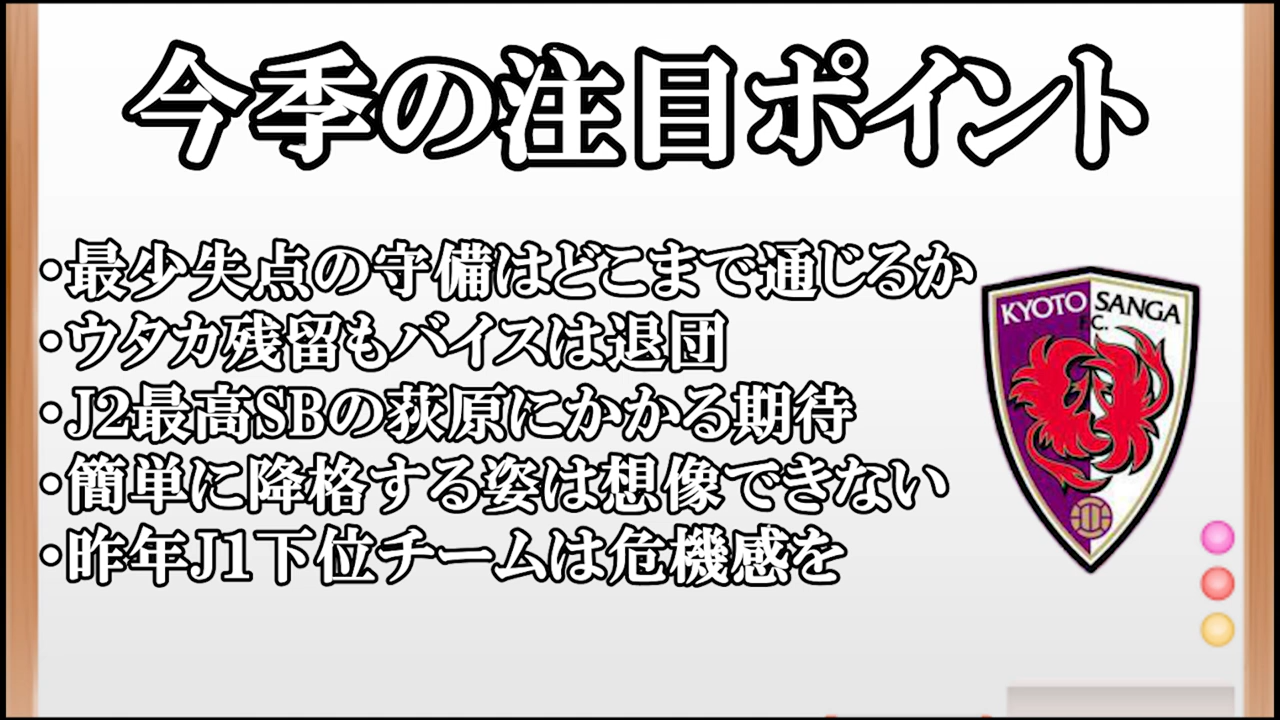 今季の注目ポイント
・最少失点の守備はどこまで通じるか
・ウタカ残留もバイスは退団
・J2最高SBの荻原にかかる期待
・簡単に降格する姿は想像できない
・昨年J1下位チームは危機感を
KYOTO SANGA
F.C.